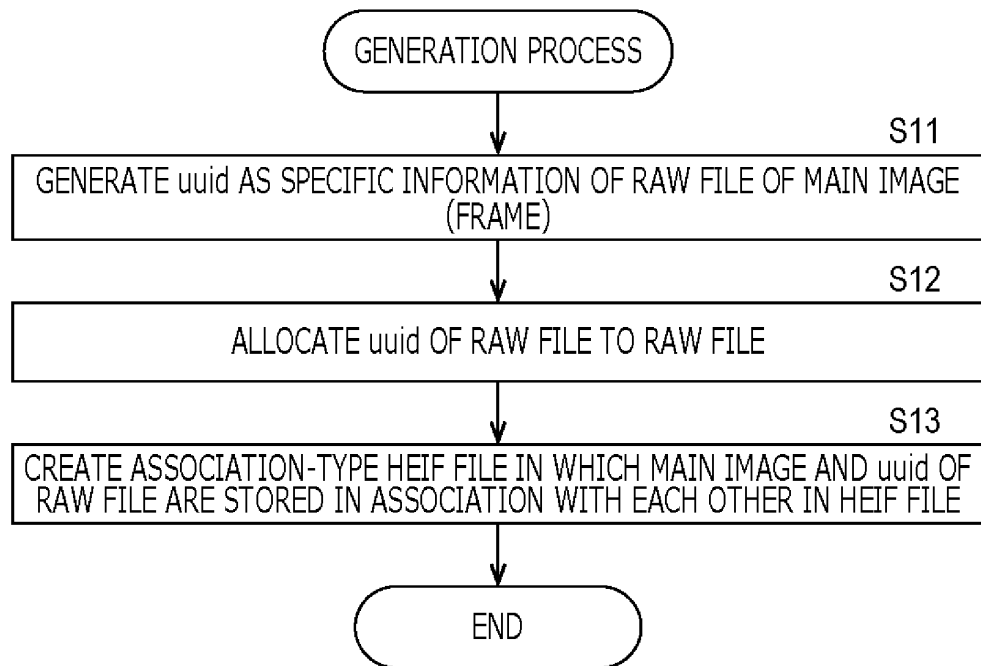 GENERATION PROCESS
S11
GENERATE uuid AS SPECIFIC INFORMATION OF RAW FILE OF MAIN IMAGE
(FRAME)
S12
ALLOCATE uuid OF RAW FILE TO RAW FILE
S13
CREATE ASSOCIATION-TYPE HEIF FILE IN WHICH MAIN IMAGE AND uuid OF
RAW FILE ARE STORED IN ASSOCIATION WITH EACH OTHER IN HEIF FILE
END